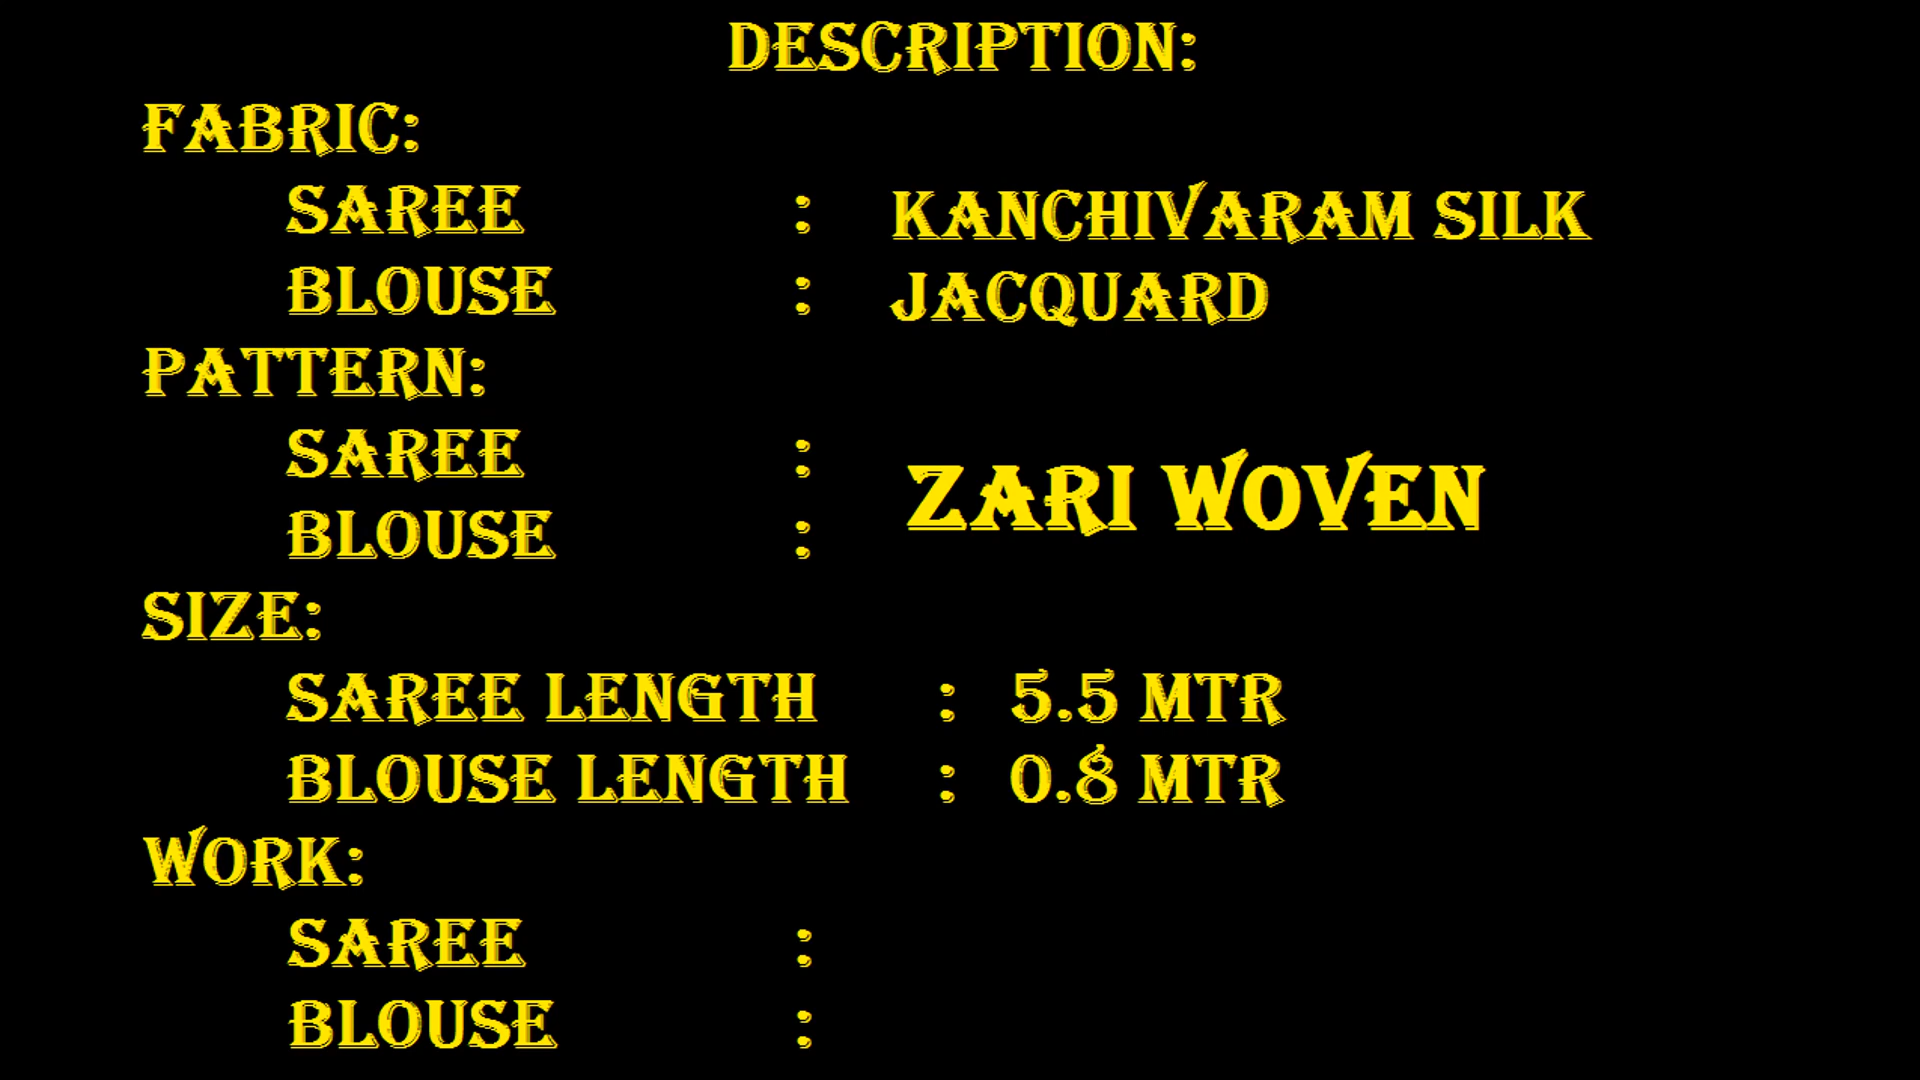 DESCRIPTION:
FABRIC:
SAREE : KANCHIVARAM SILK
BLOUSE : JACQUARD
PATTERN:
SAREE :
ZARI WOVEN
BLOUSE :
SIZE:
SAREE LENGTH : 5.5 MTR
BLOUSE LENGTH : 0.8 MTR
WORK:
SAREE :
BLOUSE :